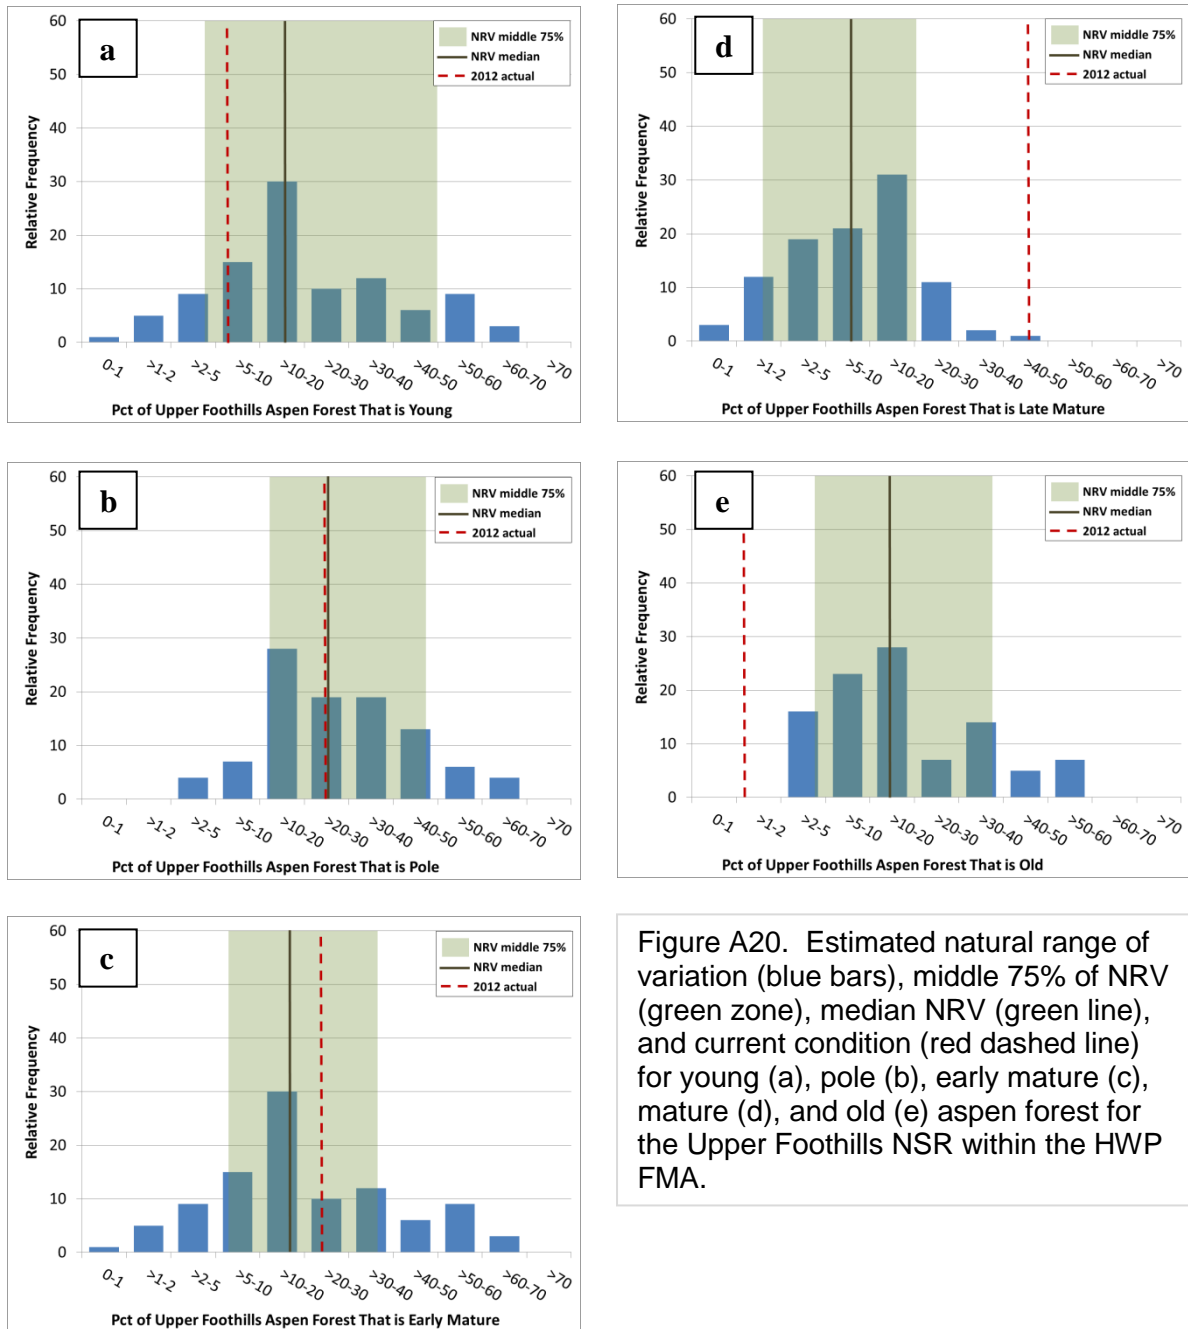 a
60
50
40
30
20
10
0
Relative Frequency
NRV middle 75%
NRV median
2012 actual
0-1 >1-2 >2-5 >5-10 >10-20 >20-30 >30-40 >40-50 >50-60 >60-70 >70
Pct of Upper Foothills Aspen Forest That is Young
d
60
50
40
30
20
10
0
Relative Frequency
NRV middle 75%
NRV median
2012 actual
0-1 >1-2 >2-5 >5-10 >10-20 >20-30 >30-40 >40-50 >50-60 >60-70 >70
Pct of Upper Foothills Aspen Forest That is Late Mature
b
60
50
40
30
20
10
0
Relative Frequency
NRV middle 75%
NRV median
2012 actual
0-1 >1-2 >2-5 >5-10 >10-20 >20-30 >30-40 >40-50 >50-60 >60-70 >70
Pct of Upper Foothills Aspen Forest That is Pole
e
60
50
40
30
20
10
0
Relative Frequency
NRV middle 75%
NRV median
2012 actual
0-1 >1-2 >2-5 >5-10 >10-20 >20-30 >30-40 >40-50 >50-60 >60-70 >70
Pct of Upper Foothills Aspen Forest That is Old
c
60
50
40
30
20
10
0
Relative Frequency
NRV middle 75%
NRV median
2012 actual
0-1 >1-2 >2-5 >5-10 >10-20 >20-30 >30-40 >40-50 >50-60 >60-70 >70
Pct of Upper Foothills Aspen Forest That is Early Mature
Figure A20. Estimated natural range of
variation (blue bars), middle 75% of NRV
(green zone), median NRV (green line),
and current condition (red dashed line)
for young (a), pole (b), early mature (c),
mature (d), and old (e) aspen forest for
the Upper Foothills NSR within the HWP
FMA.